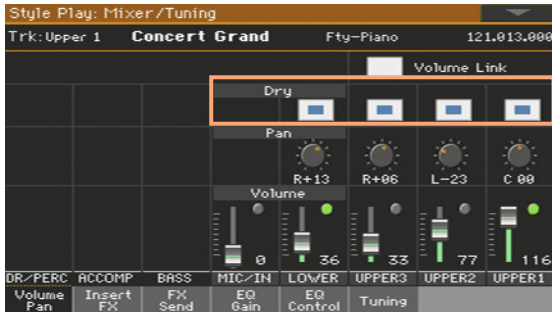 Style Play: Mixer/Tuning
Trk: Upper 1 Concert Grand Fty-Piano 121.013.000
Volume Link
Dry
Pan
R+13 R+06 L-23 C 00
Volume
0 36 33 77 116
DR/PERC ACCOMP BASS MIC/IN LOWER UPPER3 UPPER2 UPPER1
Volume Pan Insert FX FX Send EQ Gain EQ Control Tuning